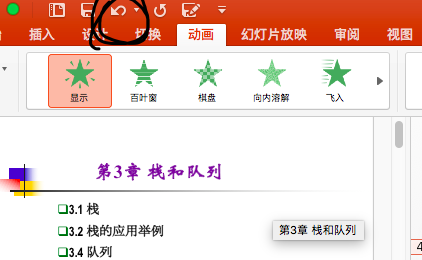 插入 设计 切换 动画 幻灯片放映 审阅 视图
显示 百叶窗 棋盘 向内溶解 飞入
第3章 栈和队列
3.1 栈
3.2 栈的应用举例
第3章 栈和队列
3.4 队列